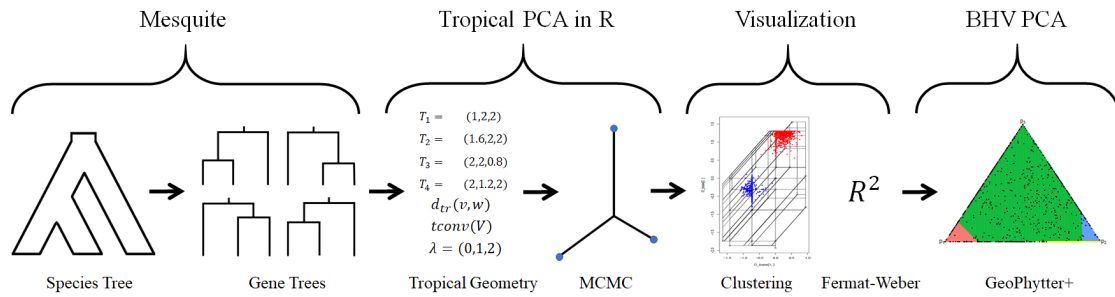 Mesquite
Tropical PCA in R
Visualization
BHV PCA
T₁ = (1,2,2)
T₂ = (1.6,2,2)
T₃ = (2,2,0.8)
T₄ = (2,1.2,2)
d_tr(v,w)
tconv(V)
λ = (0,1,2)
R²
Species Tree
Gene Trees
Tropical Geometry
MCMC
Clustering
Fermat-Weber
GeoPhytter+